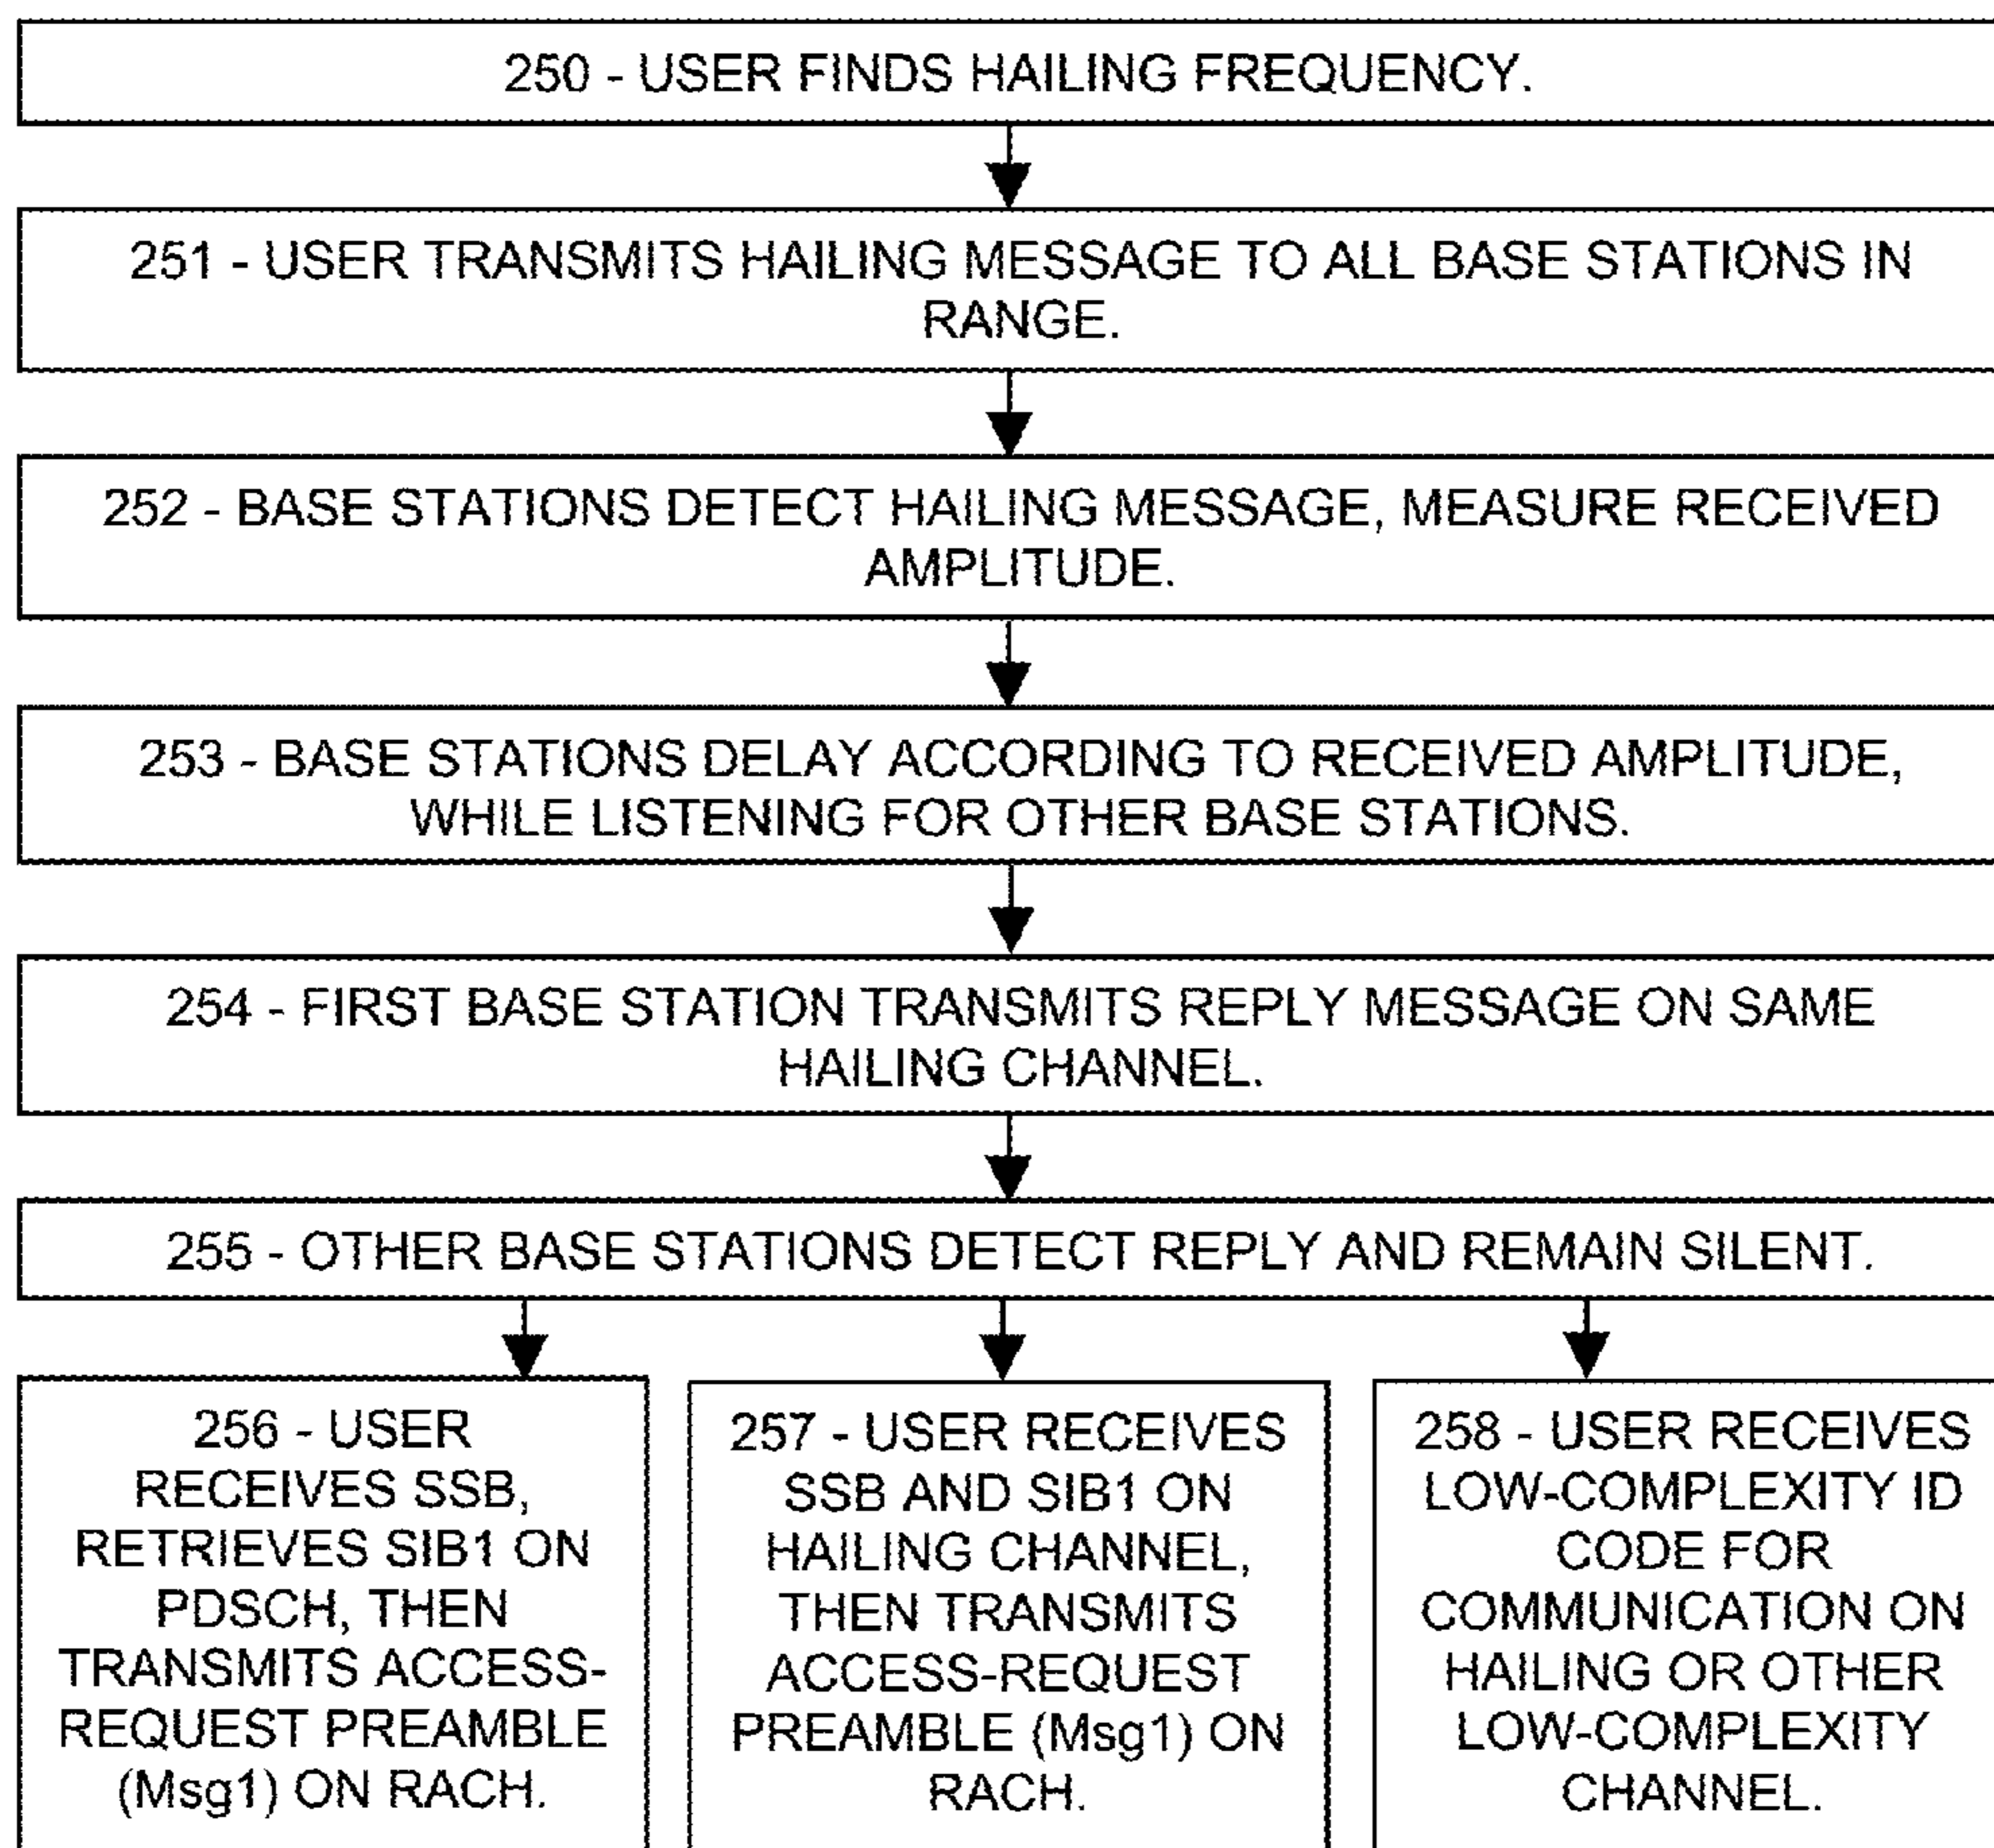 250 - USER FINDS HAILING FREQUENCY.
251 - USER TRANSMITS HAILING MESSAGE TO ALL BASE STATIONS IN
RANGE.
252 - BASE STATIONS DETECT HAILING MESSAGE, MEASURE RECEIVED
AMPLITUDE.
253 - BASE STATIONS DELAY ACCORDING TO RECEIVED AMPLITUDE,
WHILE LISTENING FOR OTHER BASE STATIONS.
254 - FIRST BASE STATION TRANSMITS REPLY MESSAGE ON SAME
HAILING CHANNEL.
255 - OTHER BASE STATIONS DETECT REPLY AND REMAIN SILENT.
256 - USER
RECEIVES SSB,
RETRIEVES SIB1 ON
PDSCH, THEN
TRANSMITS ACCESS-
REQUEST PREAMBLE
(Msg1) ON RACH.
257 - USER RECEIVES
SSB AND SIB1 ON
HAILING CHANNEL,
THEN TRANSMITS
ACCESS-REQUEST
PREAMBLE (Msg1) ON
RACH.
258 - USER RECEIVES
LOW-COMPLEXITY ID
CODE FOR
COMMUNICATION ON
HAILING OR OTHER
LOW-COMPLEXITY
CHANNEL.